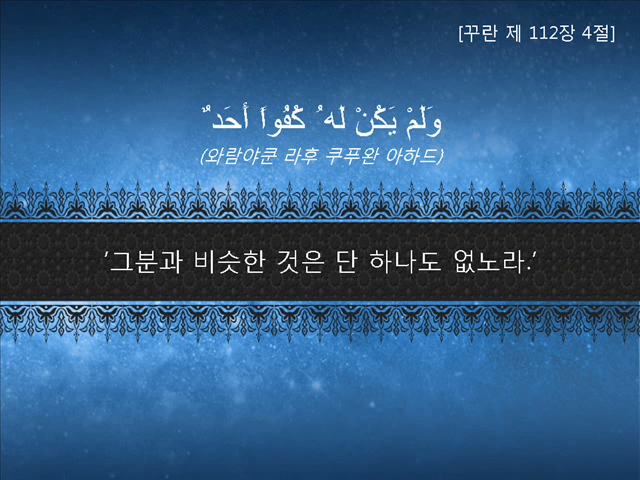 [꾸란 제 112장 4절]
وَلَمْ يَكُنْ لَهُ كُفُواً أَحَدٌ
(와람야쿤 라후 쿠푸완 아하드)
’그분과 비슷한 것은 단 하나도 없노라.‘